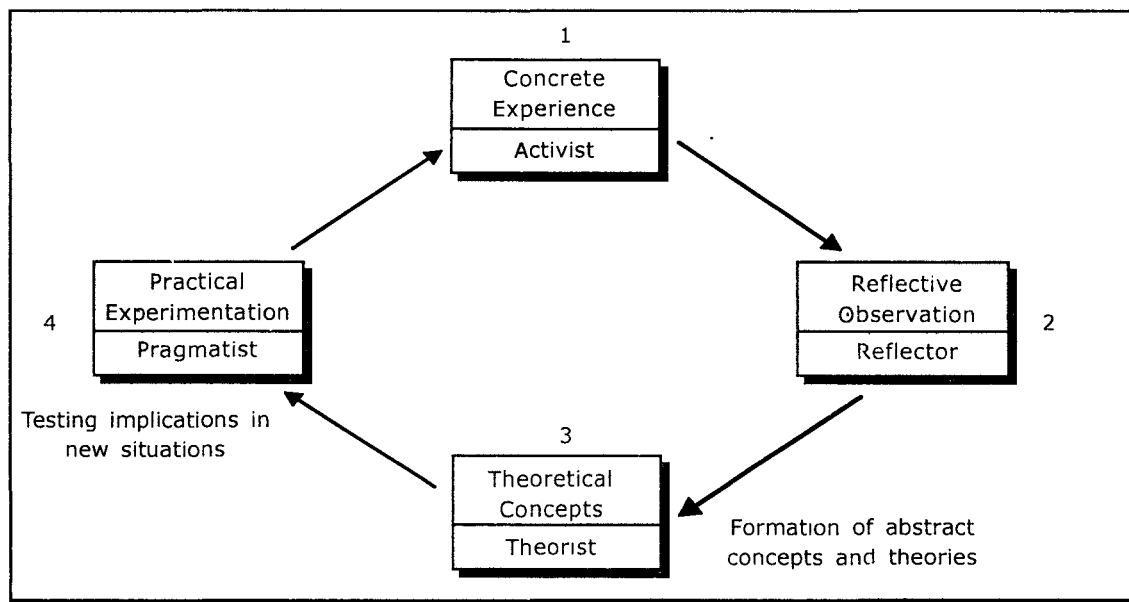 1
Concrete
Experience
Activist
Practical
Experimentation
Pragmatist
4
Reflective
Observation
Reflector
2
Testing implications in
new situations
3
Theoretical
Concepts
Theorist
Formation of abstract
concepts and theories